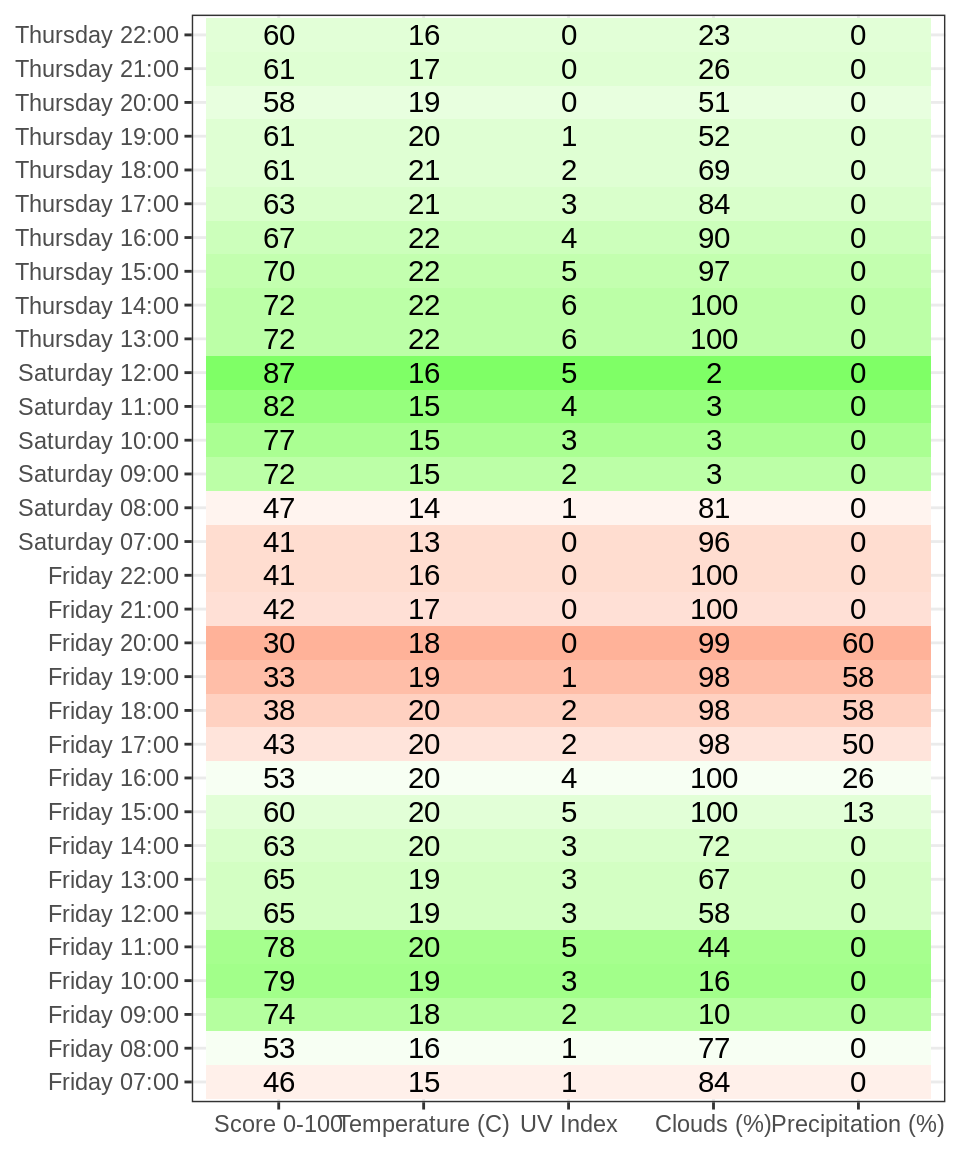 Thursday 22:00 60 16 0 23 0
Thursday 21:00 61 17 0 26 0
Thursday 20:00 58 19 0 51 0
Thursday 19:00 61 20 1 52 0
Thursday 18:00 61 21 2 69 0
Thursday 17:00 63 21 3 84 0
Thursday 16:00 67 22 4 90 0
Thursday 15:00 70 22 5 97 0
Thursday 14:00 72 22 6 100 0
Thursday 13:00 72 22 6 100 0
Saturday 12:00 87 16 5 2 0
Saturday 11:00 82 15 4 3 0
Saturday 10:00 77 15 3 3 0
Saturday 09:00 72 15 2 3 0
Saturday 08:00 47 14 1 81 0
Saturday 07:00 41 13 0 96 0
Friday 22:00 41 16 0 100 0
Friday 21:00 42 17 0 100 0
Friday 20:00 30 18 0 99 60
Friday 19:00 33 19 1 98 58
Friday 18:00 38 20 2 98 58
Friday 17:00 43 20 2 98 50
Friday 16:00 53 20 4 100 26
Friday 15:00 60 20 5 100 13
Friday 14:00 63 20 3 72 0
Friday 13:00 65 19 3 67 0
Friday 12:00 65 19 3 58 0
Friday 11:00 78 20 5 44 0
Friday 10:00 79 19 3 16 0
Friday 09:00 74 18 2 10 0
Friday 08:00 53 16 1 77 0
Friday 07:00 46 15 1 84 0
Score 0-100 Temperature (C) UV Index Clouds (%) Precipitation (%)